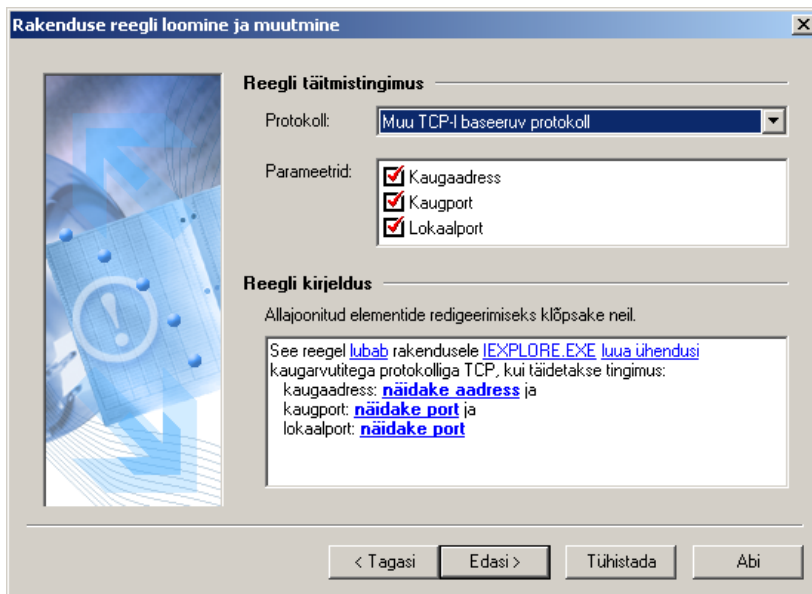 Rakenduse reegli loomine ja muutmine
Reegli täitmistingimus
Protokoll:
Muu TCP-l baseeruv protokoll
Parameetrid:
Kaugaadress
Kaugport
Lokaalport
Reegli kirjeldus
Allajoonitud elementide redigeerimiseks klõpsake neil.
See reegel lubab rakendusele IEXPLORE.EXE luua ühendusi
kaugarvutitega protokolliga TCP, kui täidetakse tingimus:
kaugaadress: näidake aadress ja
kaugport: näidake port ja
lokaalport: näidake port
< Tagasi
Edasi >
Tühistada
Abi